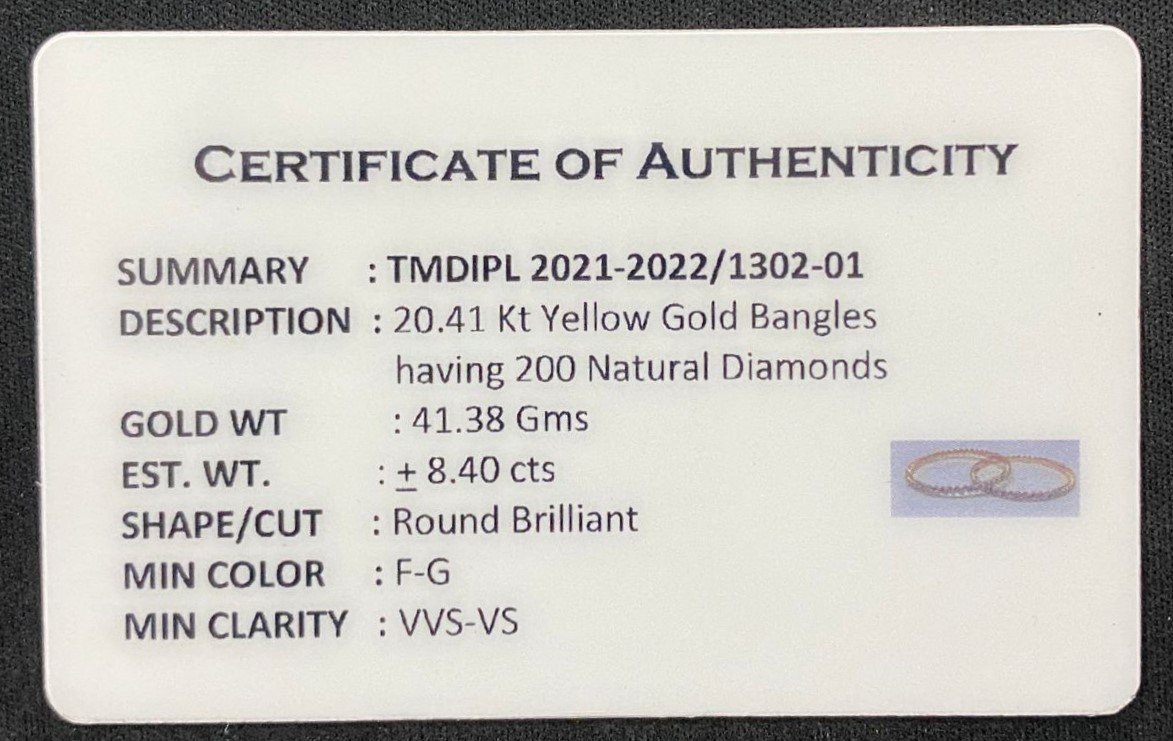 CERTIFICATE OF AUTHENTICITY
SUMMARY : TMDIPL 2021-2022/1302-01
DESCRIPTION : 20.41 Kt Yellow Gold Bangles
having 200 Natural Diamonds
GOLD WT : 41.38 Gms
EST. WT. : ± 8.40 cts
SHAPE/CUT : Round Brilliant
MIN COLOR : F-G
MIN CLARITY : VVS-VS